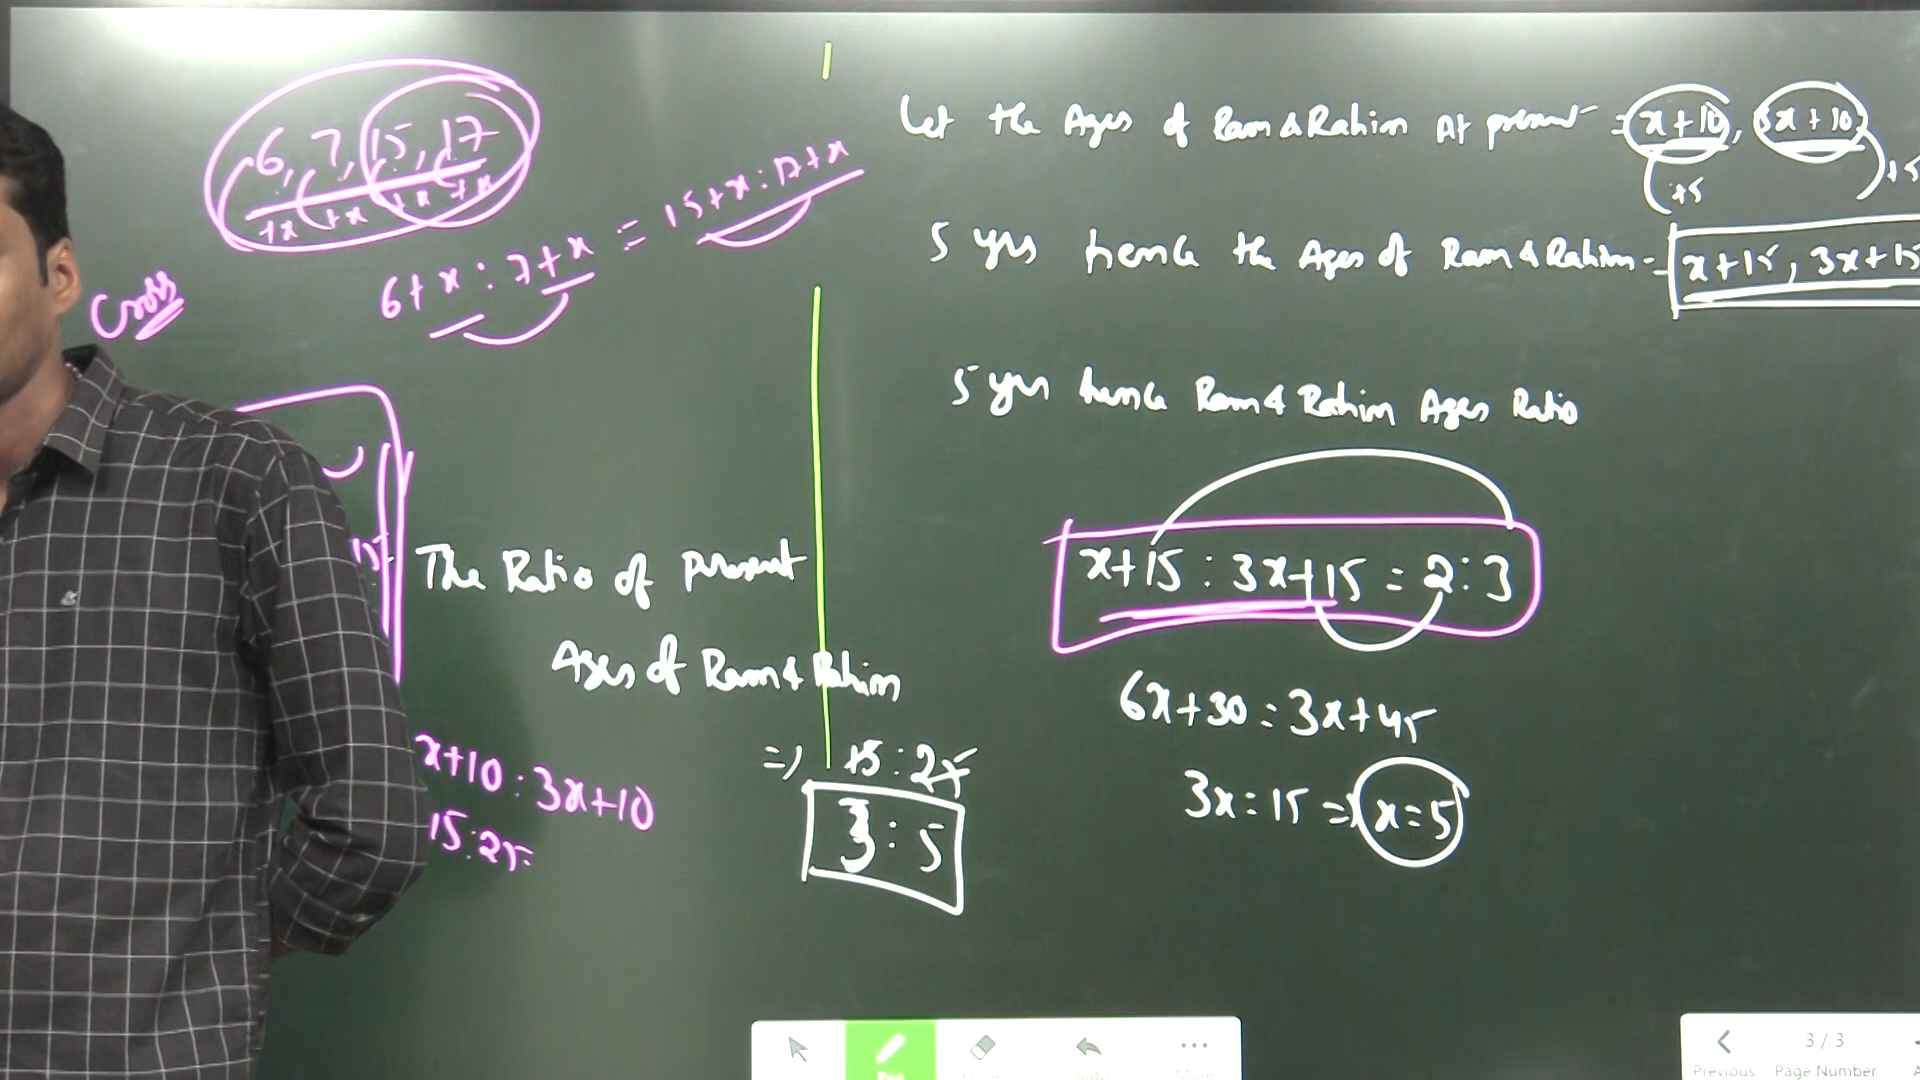 6, 7, 15, 17
+x +x +x +x
6+x : 7+x :: 15+x : 17+x
Cross
15
The Ratio of present
Ages of Ram & Rahim
x+10 : 3x+10
15:25
=> 15 : 25
3 : 5
Let the Ages of Ram & Rahim At present = x+10, 3x+10
+5 +5
5 yrs hence the Ages of Ram & Rahim = x+15, 3x+15
5 yrs hence Ram & Rahim Ages Ratio
x+15 : 3x+15 = 2:3
6x+30 = 3x+45
3x = 15 => x=5
3 / 3
Previous Page Number